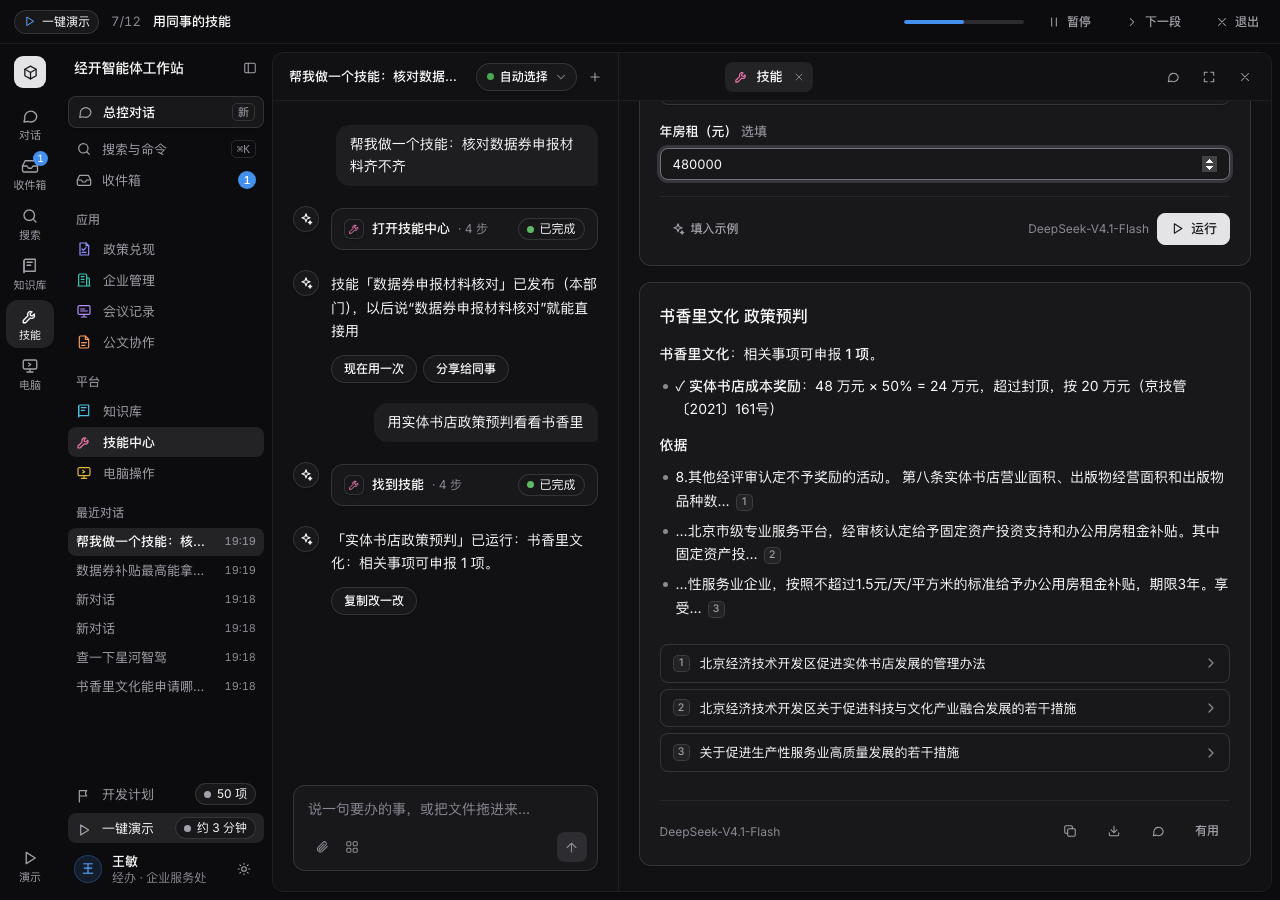 一键演示 7/12 用同事的技能 暂停 下一段 退出
对话
1
收件箱
搜索
知识库
技能
电脑
演示
经开智能体工作站
总控对话 新
搜索与命令 ⌘K
收件箱 1
应用
政策兑现
企业管理
会议记录
公文协作
平台
知识库
技能中心
电脑操作
最近对话
帮我做一个技能：核... 19:19
数据券补贴最高能拿... 19:19
新对话 19:18
新对话 19:18
查一下星河智驾 19:18
书香里文化能申请哪... 19:18
开发计划 50 项
一键演示 约 3 分钟
王 王敏
经办 · 企业服务处
帮我做一个技能：核对数据... 自动选择
帮我做一个技能：核对数据券申报材
料齐不齐
打开技能中心 · 4 步 已完成
技能「数据券申报材料核对」已发布（本部
门），以后说“数据券申报材料核对”就能直
接用
现在用一次 分享给同事
用实体书店政策预判看看书香里
找到技能 · 4 步 已完成
「实体书店政策预判」已运行：书香里文
化：相关事项可申报 1 项。
复制改一改
说一句要办的事，或把文件拖进来...
技能
年房租（元） 选填
480000
填入示例 DeepSeek-V4.1-Flash 运行
书香里文化 政策预判
书香里文化：相关事项可申报 1 项。
• ✓ 实体书店成本奖励：48 万元 × 50% = 24 万元，超过封顶，按 20 万元（京技管
〔2021〕161号）
依据
• 8.其他经评审认定不予奖励的活动。 第八条实体书店营业面积、出版物经营面积和出版物
品种数... 1
• ...北京市级专业服务平台，经审核认定给予固定资产投资支持和办公用房租金补贴。其中
固定资产投... 2
• ...性服务业企业，按照不超过1.5元/天/平方米的标准给予办公用房租金补贴，期限3年。享
受... 3
1 北京经济技术开发区促进实体书店发展的管理办法
2 北京经济技术开发区关于促进科技与文化产业融合发展的若干措施
3 关于促进生产性服务业高质量发展的若干措施
DeepSeek-V4.1-Flash 有用